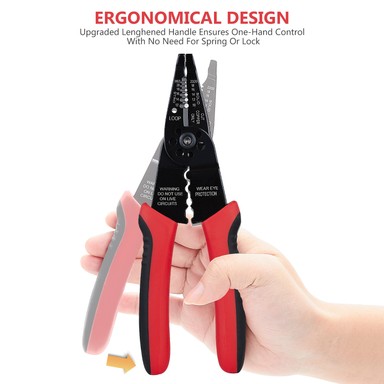 ERGONOMICAL DESIGN
Upgraded Lenghened Handle Ensures One-Hand Control
With No Need For Spring Or Lock
LOOP
WARNING
DO NOT USE
ON LIVE
CIRCUITS
WEAR EYE
PROTECTION